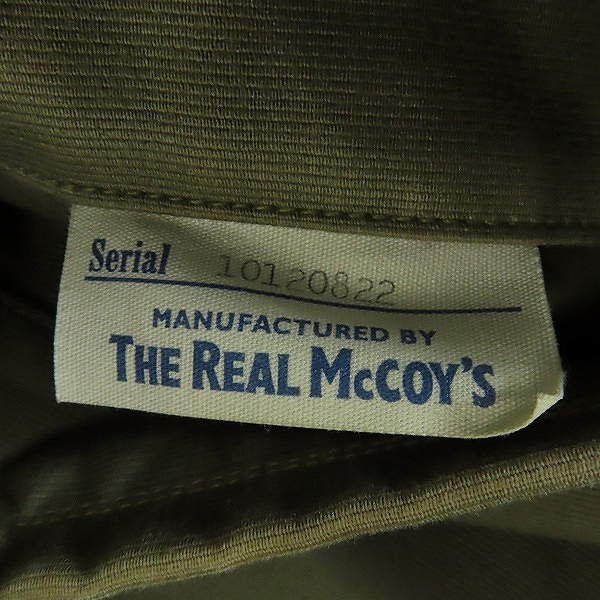 Serial 10120822
MANUFACTURED BY
THE REAL McCOY'S